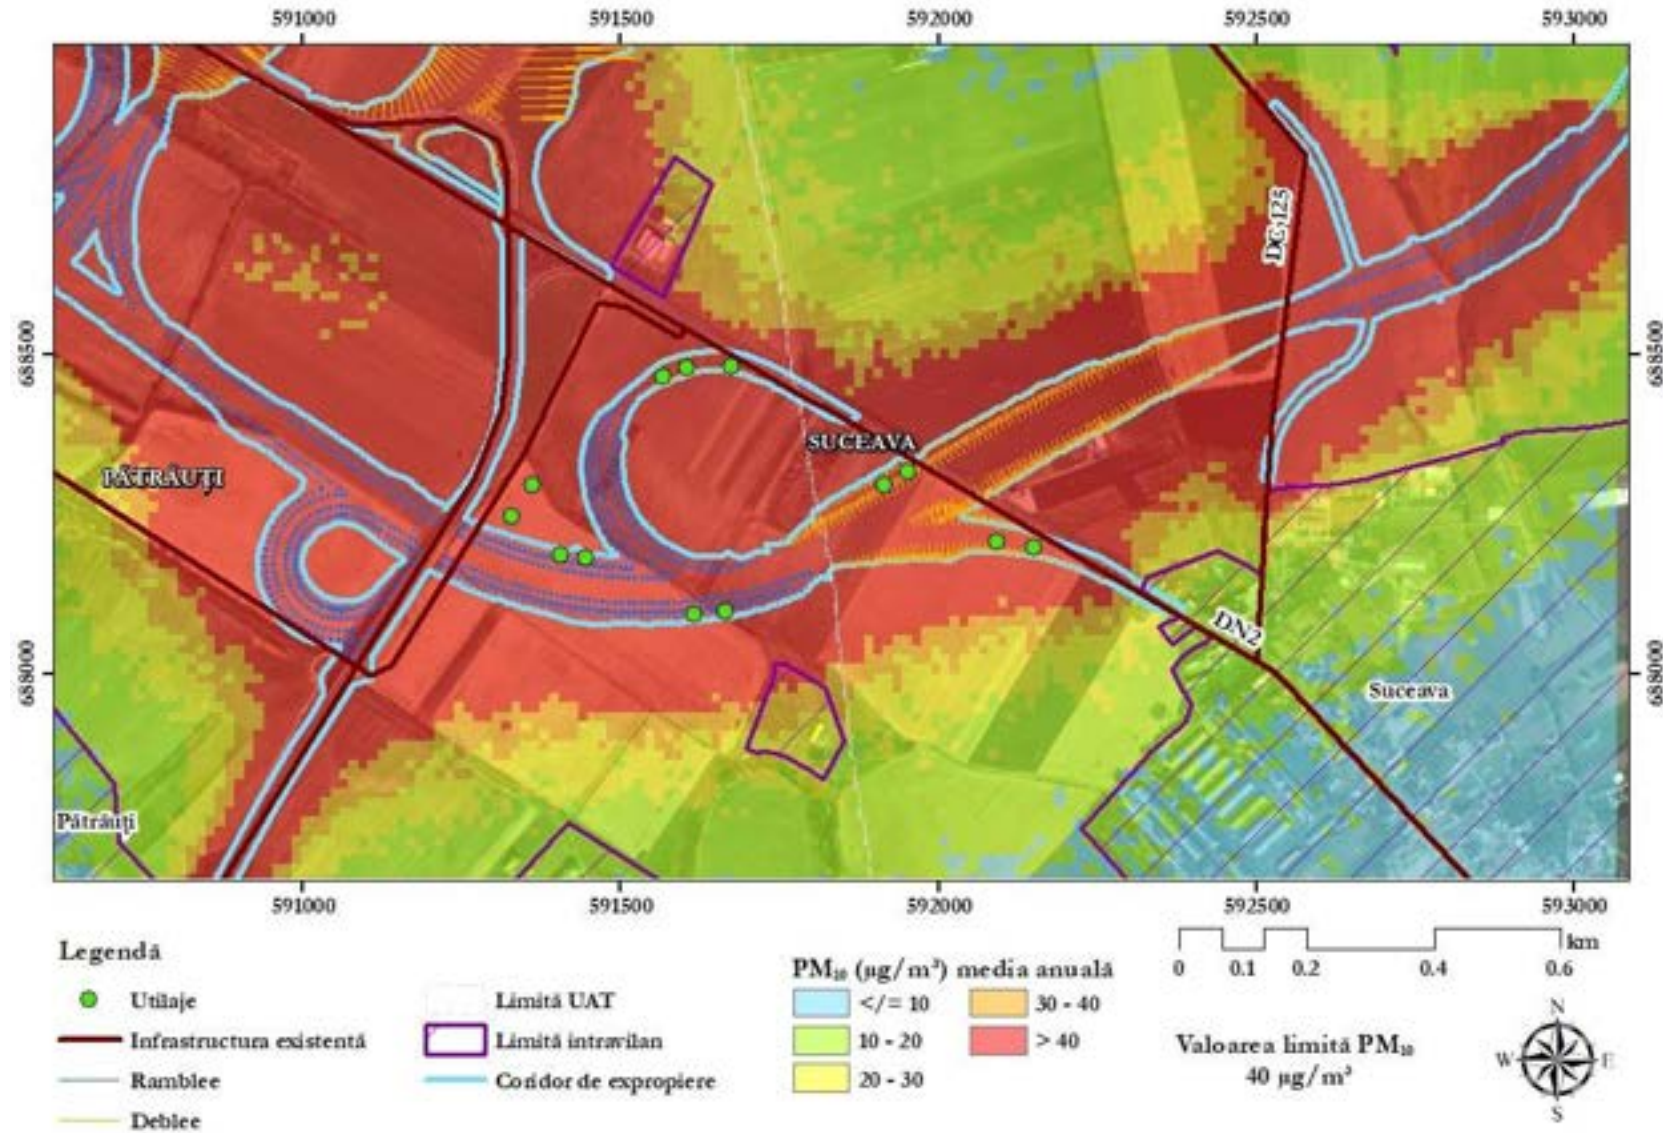 591000 591500 592000 592500 593000
688500 688500
688000 688000
DC 125
SUCEAVA
PĂTRĂUȚI
DN2
Suceava
Pătrăuți
591000 591500 592000 592500 593000
Legendă
Utilaje
Infrastructura existentă
Ramblee
Deblee
Limită UAT
Limită intravilan
Coridor de expropiere
PM₁₀ (µg/m³) media anuală
</= 10
10 - 20
20 - 30
30 - 40
> 40
km
0 0.1 0.2 0.4 0.6
Valoarea limită PM₁₀
40 µg/m³
N
W E
S